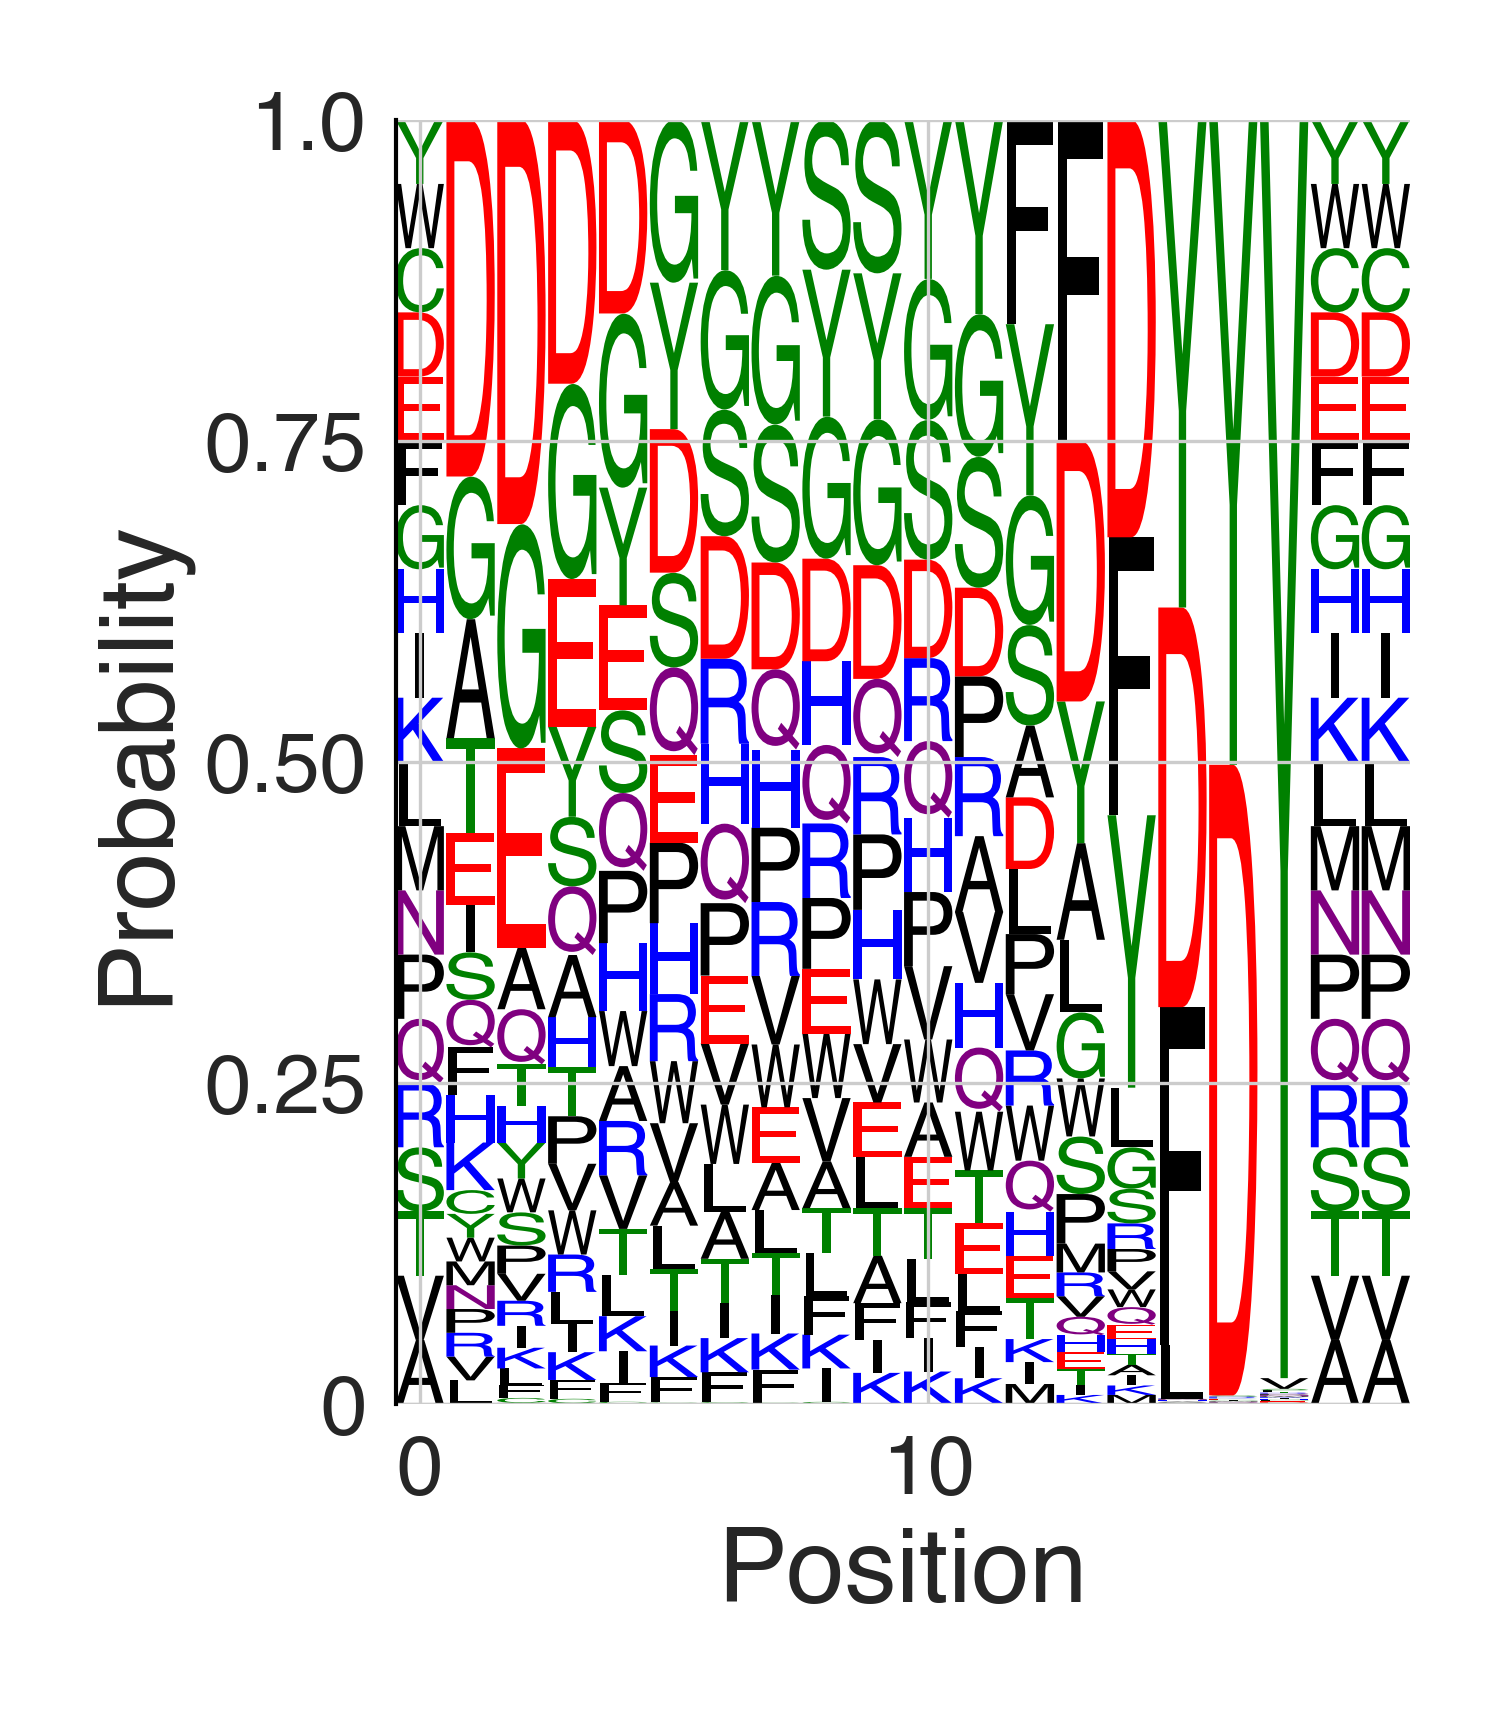 Probability
1.0
0.75
0.50
0.25
0
Y W C D E F G H I K L M N P Q R S T V A
D G A T E I S Q F H K C Y W M N P R V L
D G E A Q T H Y W S P V R I K L F
D G E Y S Q A H T P V W R L I K F
D G Y E S Q P H W A R V T L K I F
G Y D S Q E P H R W V A L T I K F
Y G S D R H Q P E V W L A T I K F
Y G S D Q H P R V W E A L T I K F
S Y G D H Q R P E W V A T L F K I
S Y G D Q R P H W V E L T A F I K
Y G S D R Q H P V W A E T L F I K
Y G S D P R A V H Q W T E L F I K
F Y G S A D L P V R W Q H E T K I M
F D Y A L G W S P M R V Q H E T I K
D F Y L G S R P V W Q E H T A I K M
Y D F L
Y D
Y
Y W C D E F G H I K L M N P Q R S T V A
Y W C D E F G H I K L M N P Q R S T V A
0 10
Position